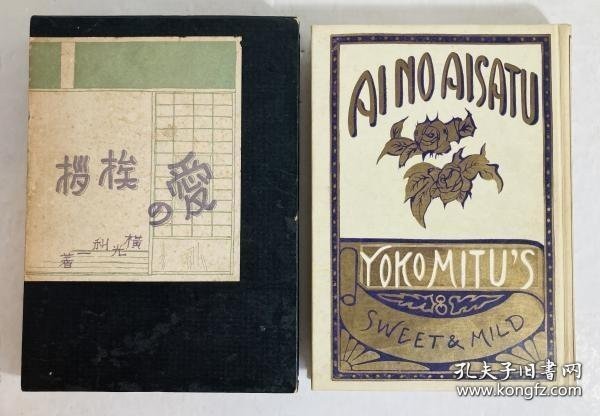 愛の挨拶
横光利一著
AI NO AISATU
YOKOMITU'S
SWEET & MILD
孔夫子旧书网
kongfz.com